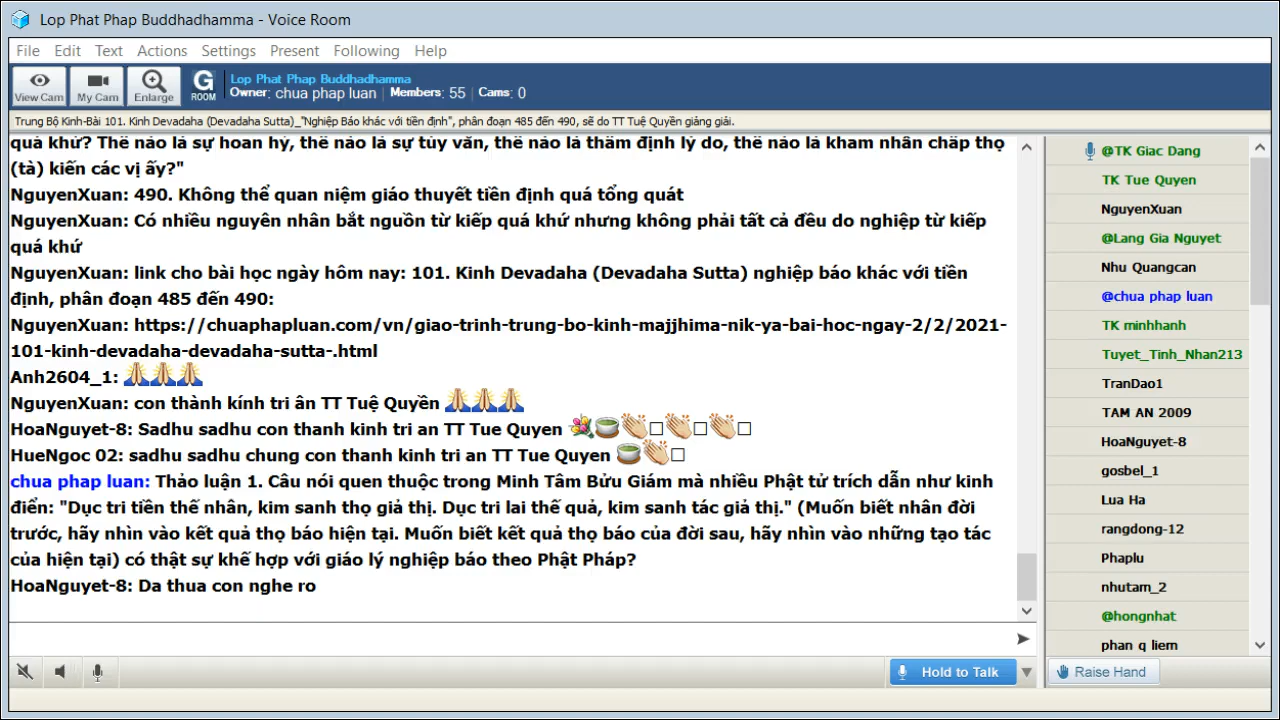 Lop Phat Phap Buddhadhamma - Voice Room
File Edit Text Actions Settings Present Following Help
View Cam My Cam Enlarge G ROOM
Lop Phat Phap Buddhadhamma
Owner: chua phap luan Members: 55 Cams: 0
Trung Bộ Kinh-Bài 101. Kinh Devadaha (Devadaha Sutta)_"Nghiệp Báo khác với tiền định", phân đoạn 485 đến 490, sẽ do TT Tuệ Quyền giảng giải.
quá khứ? Thế nào là sự hoan hỷ, thế nào là sự tùy văn, thế nào là thẩm định lý do, thế nào là kham nhẫn chấp thọ
(tà) kiến các vị ấy?"
NguyenXuan: 490. Không thể quan niệm giáo thuyết tiền định quá tổng quát
NguyenXuan: Có nhiều nguyên nhân bắt nguồn từ kiếp quá khứ nhưng không phải tất cả đều do nghiệp từ kiếp
quá khứ
NguyenXuan: link cho bài học ngày hôm nay: 101. Kinh Devadaha (Devadaha Sutta) nghiệp báo khác với tiền
định, phân đoạn 485 đến 490:
NguyenXuan: https://chuaphapluan.com/vn/giao-trinh-trung-bo-kinh-majjhima-nik-ya-bai-hoc-ngay-2/2/2021-
101-kinh-devadaha-devadaha-sutta-.html
Anh2604_1: 🙏🙏🙏
NguyenXuan: con thành kính tri ân TT Tuệ Quyền 🙏🙏🙏
HoaNguyet-8: Sadhu sadhu con thanh kinh tri an TT Tue Quyen 💐🍵👏□👏□👏□
HueNgoc 02: sadhu sadhu chung con thanh kinh tri an TT Tue Quyen 🍵👏□
chua phap luan: Thảo luận 1. Câu nói quen thuộc trong Minh Tâm Bửu Giám mà nhiều Phật tử trích dẫn như kinh
điển: "Dục tri tiền thế nhân, kim sanh thọ giả thị. Dục tri lai thế quả, kim sanh tác giả thị." (Muốn biết nhân đời
trước, hãy nhìn vào kết quả thọ báo hiện tại. Muốn biết kết quả thọ báo của đời sau, hãy nhìn vào những tạo tác
của hiện tại) có thật sự khế hợp với giáo lý nghiệp báo theo Phật Pháp?
HoaNguyet-8: Da thua con nghe ro
@TK Giac Dang
TK Tue Quyen
NguyenXuan
@Lang Gia Nguyet
Nhu Quangcan
@chua phap luan
TK minhhanh
Tuyet_Tinh_Nhan213
TranDao1
TAM AN 2009
HoaNguyet-8
gosbel_1
Lua Ha
rangdong-12
Phaplu
nhutam_2
@hongnhat
phan q liem
Hold to Talk
Raise Hand